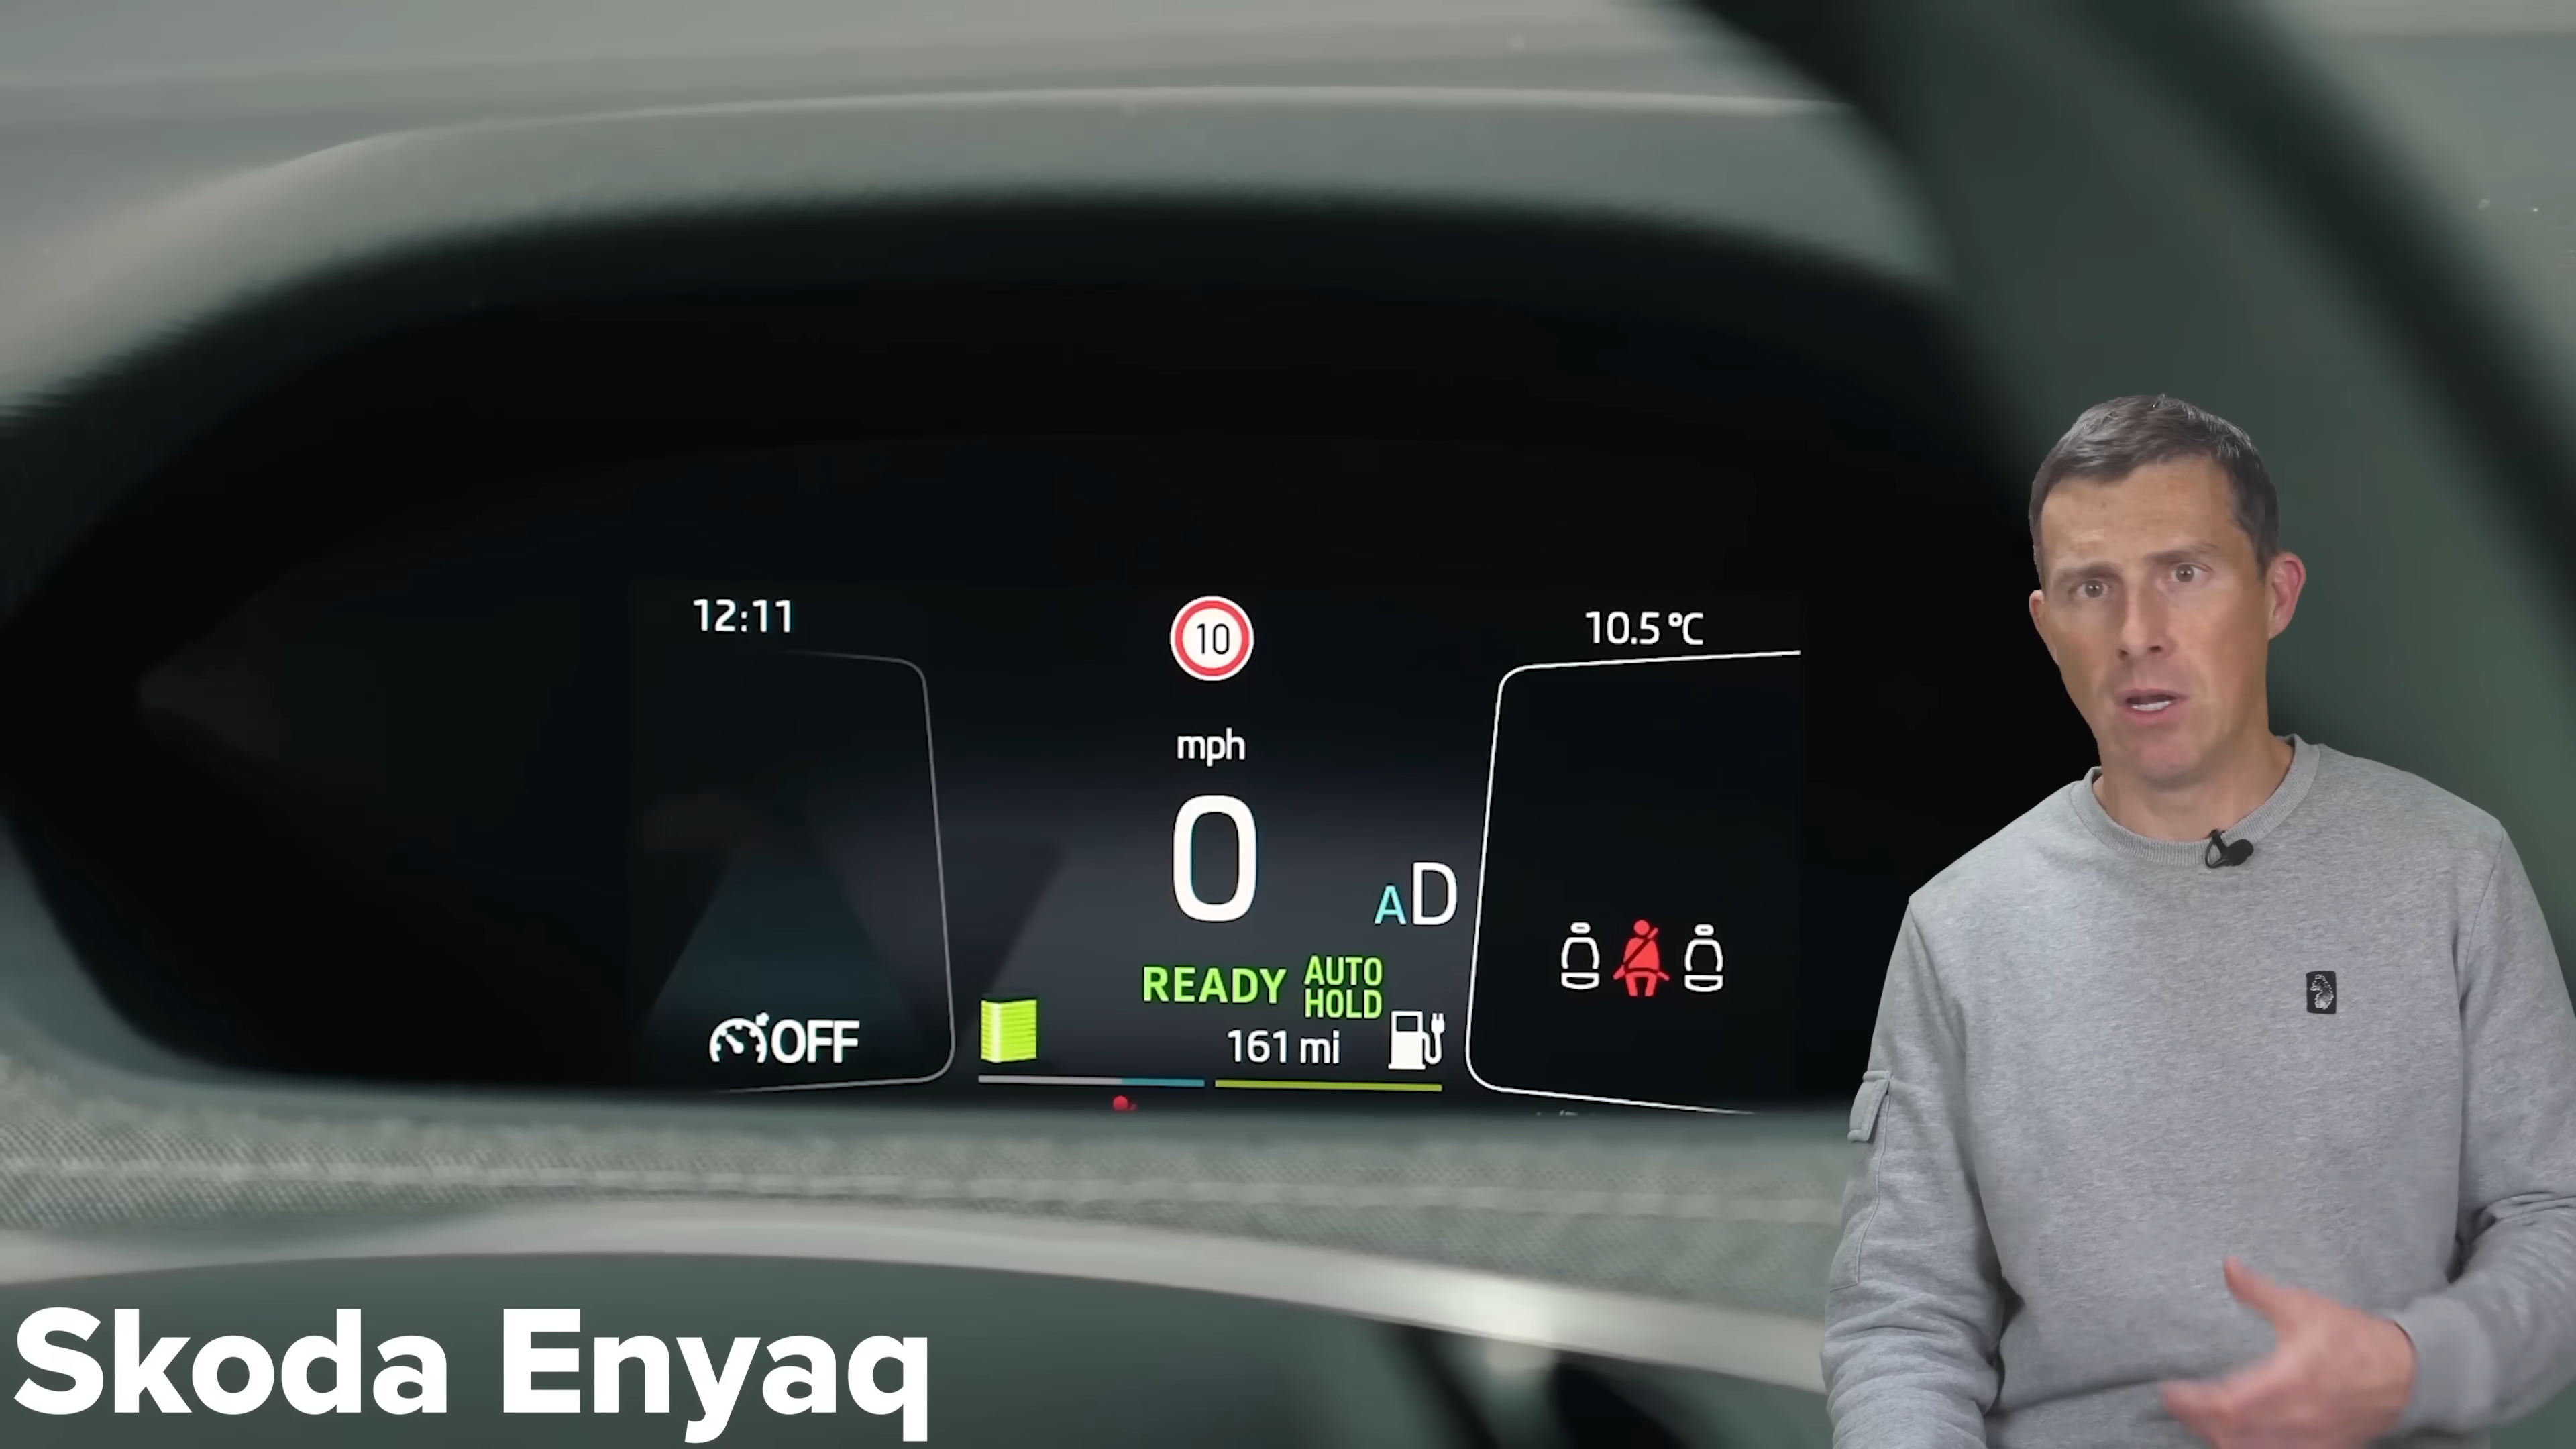 12:11
10
10.5 °C
mph
0
AD
READY
AUTO
HOLD
OFF
161 mi
Skoda Enyaq